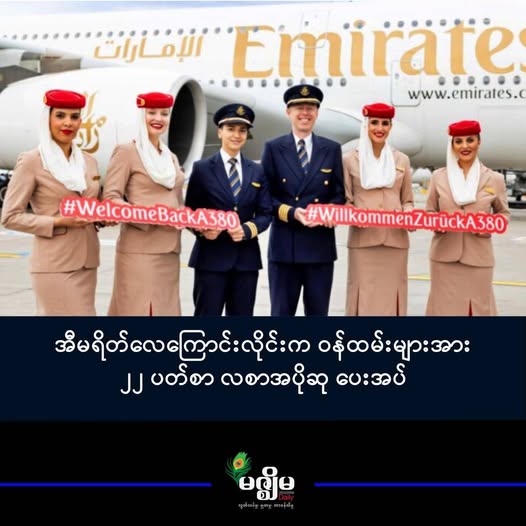 الإمارات Emirates
www.emirates.c
#WelcomeBackA380
#WillkommenZurückA380
အီမရိတ်လေကြောင်းလိုင်းက ဝန်ထမ်းများအား
၂၂ ပတ်စာ လစာအပိုဆု ပေးအပ်
မဇ္ဈိမ
Daily